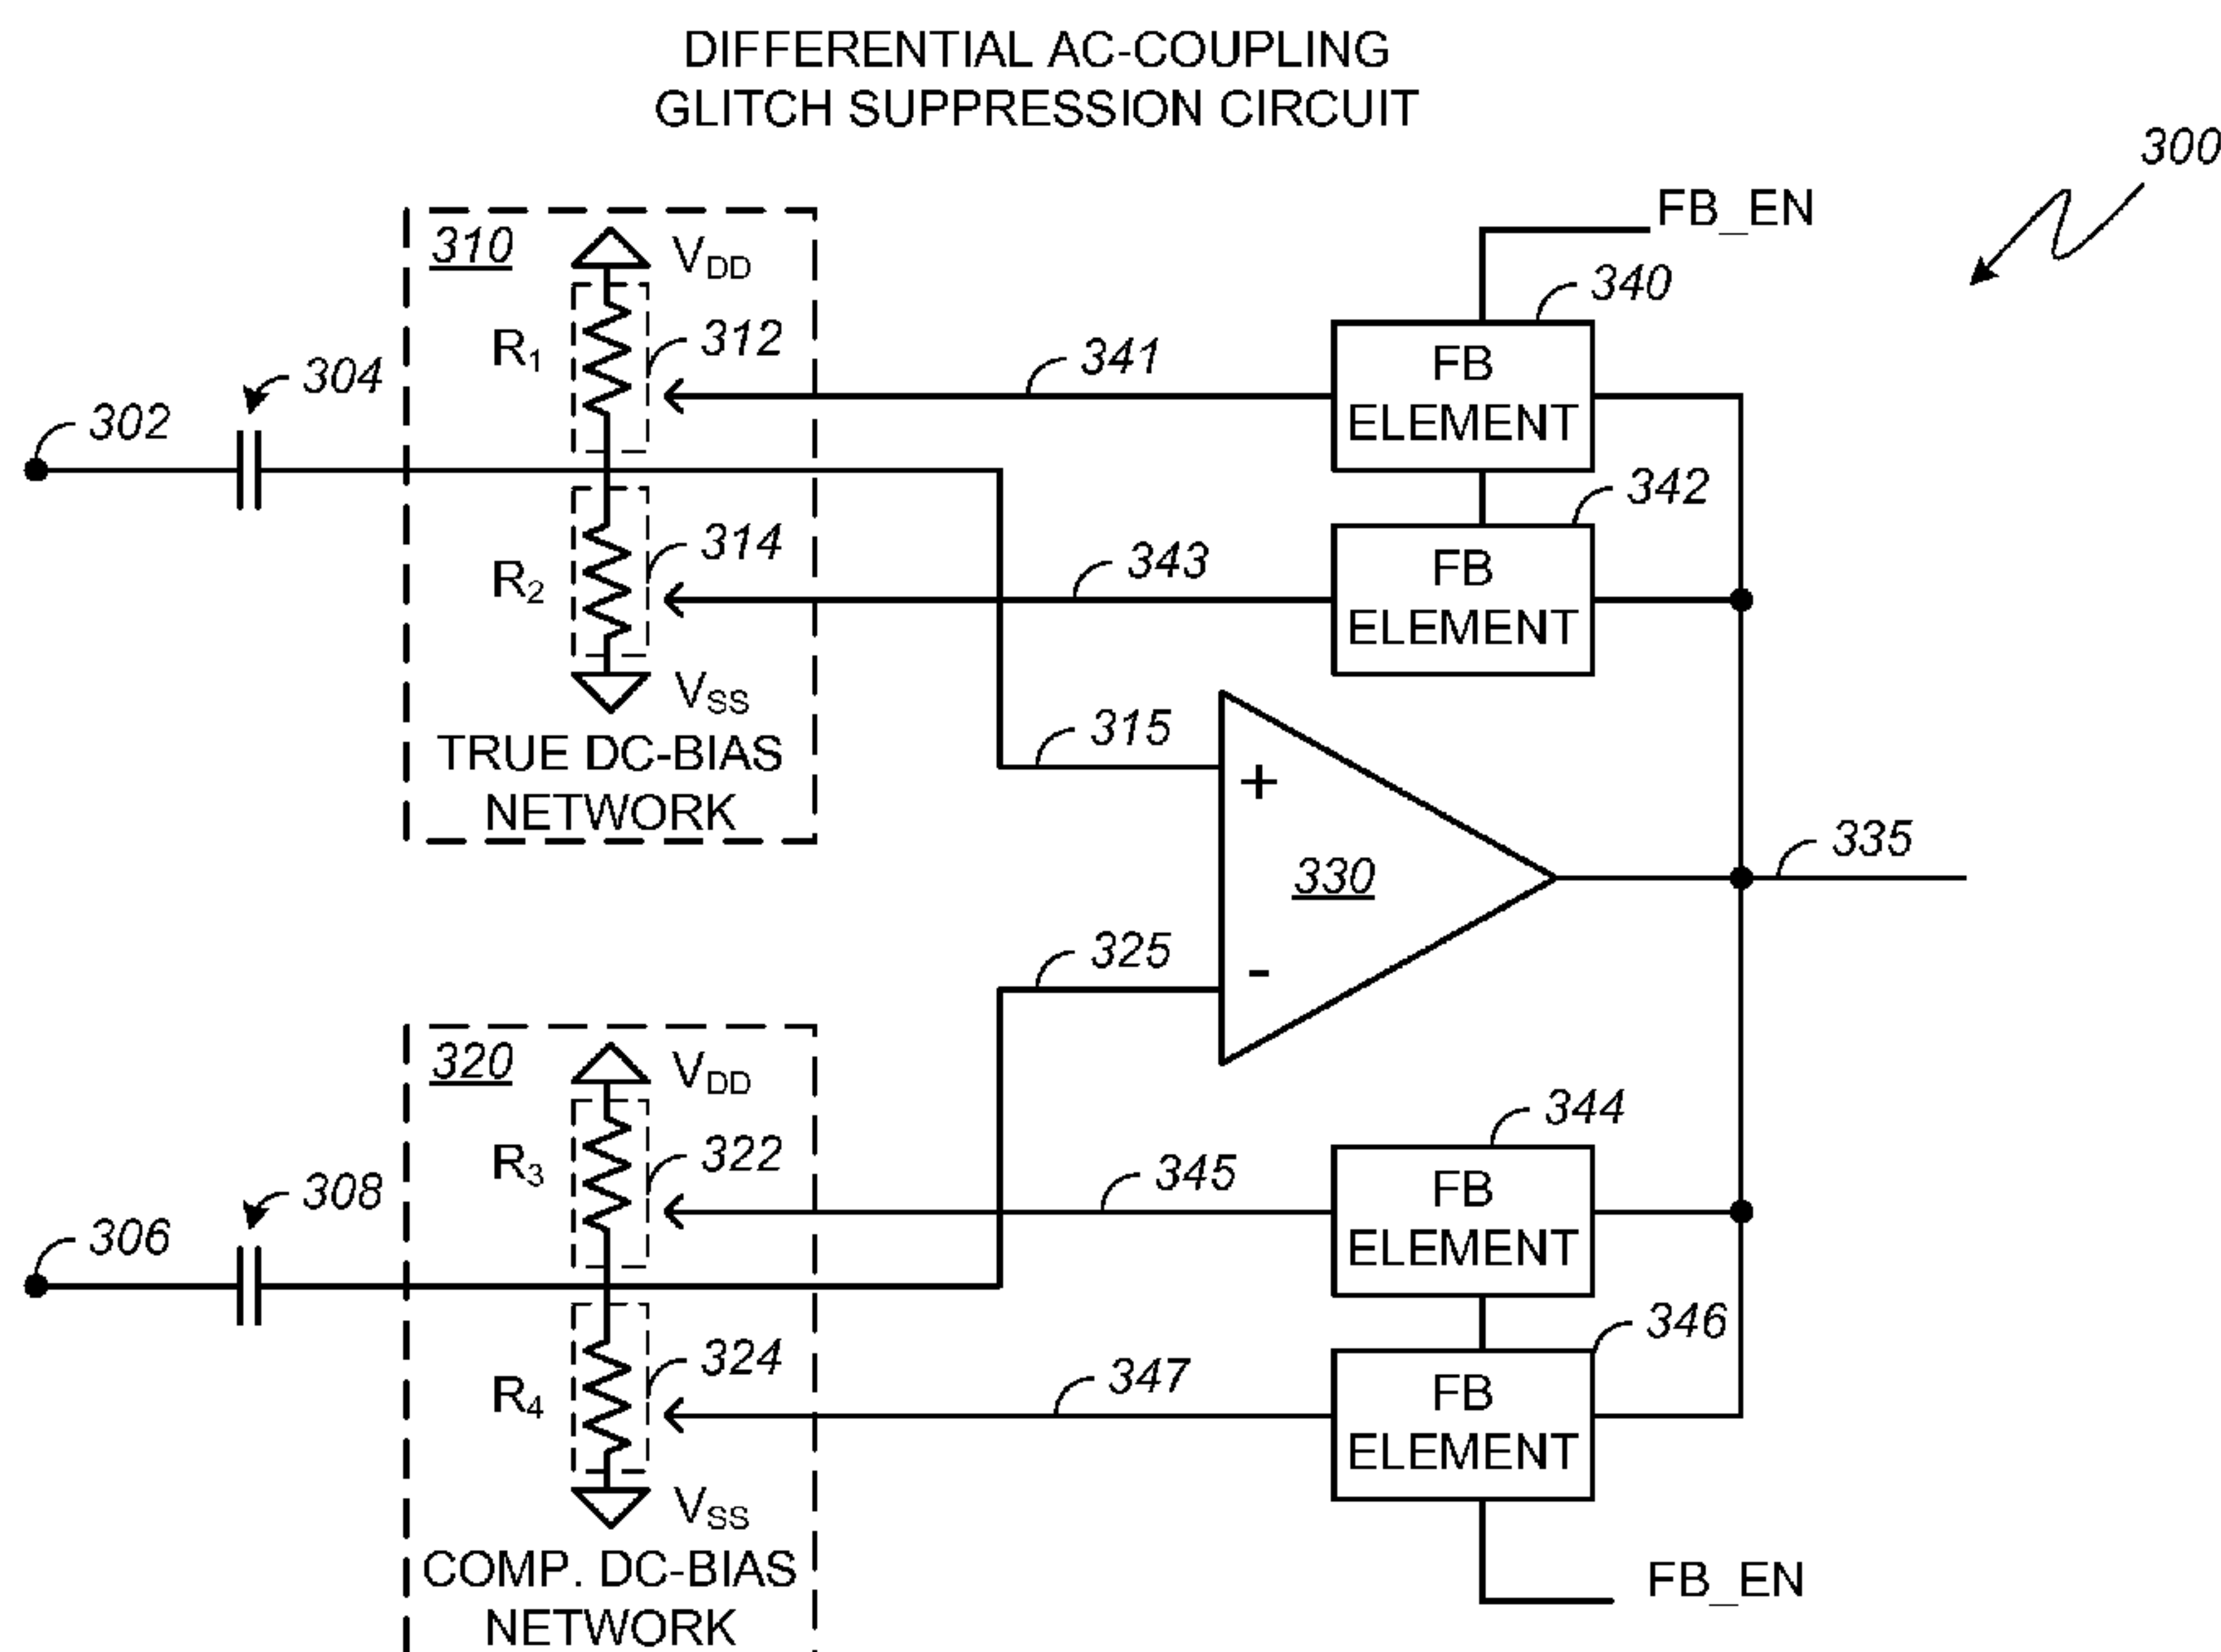 DIFFERENTIAL AC-COUPLING
GLITCH SUPPRESSION CIRCUIT
300
FB_EN
310
VDD
340
R1
312
341
FB
ELEMENT
304
302
342
314
343
R2
FB
ELEMENT
VSS
TRUE DC-BIAS
NETWORK
315
+
330
335
325
-
320
VDD
344
R3
322
345
FB
ELEMENT
308
306
346
324
347
R4
FB
ELEMENT
VSS
COMP. DC-BIAS
NETWORK
FB_EN